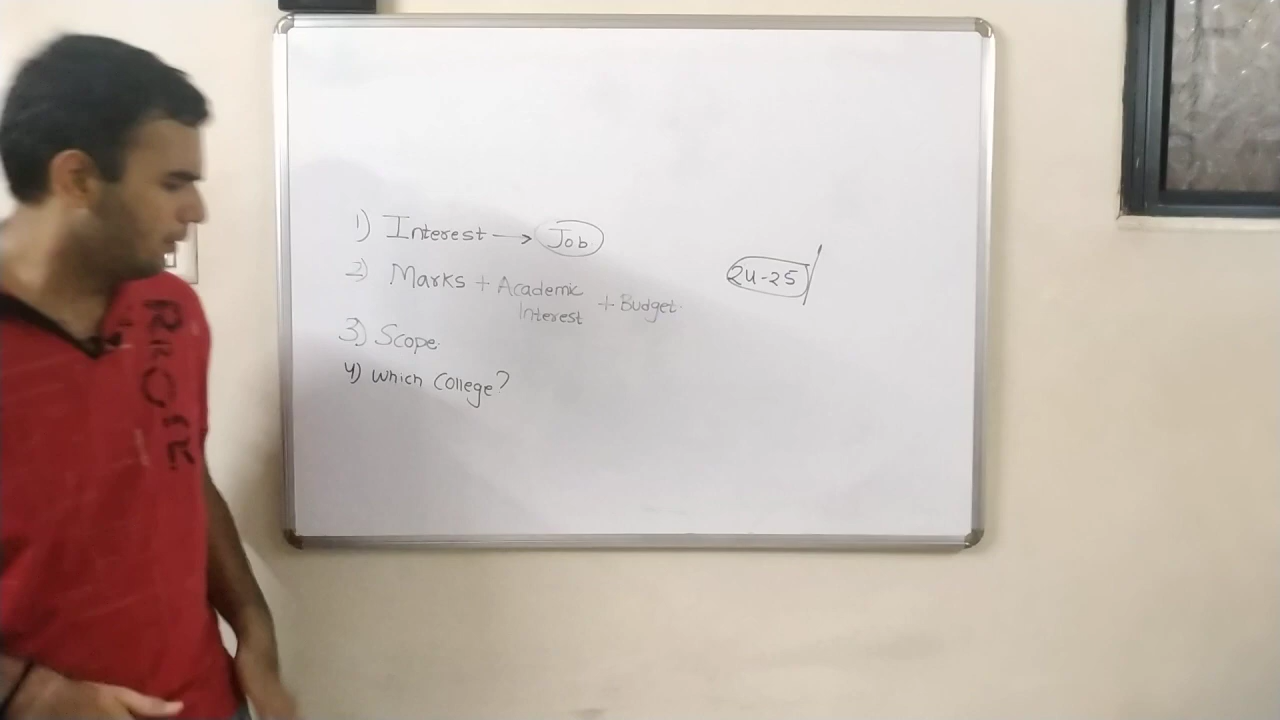 1) Interest → Job
2) Marks + Academic Interest + Budget.
3) Scope.
4) Which College?
24-25